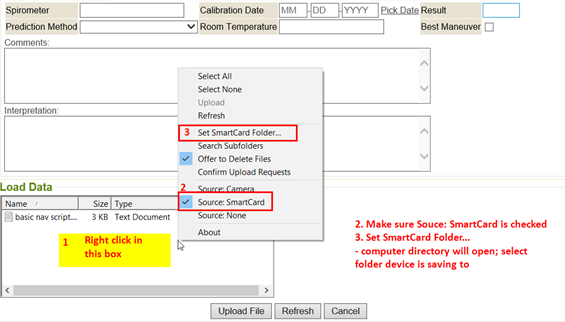 Spirometer Calibration Date MM - DD - YYYY Pick Date Result
Prediction Method Room Temperature Best Maneuver
Comments:
Interpretation:
Select All
Select None
Upload
Refresh
3 Set SmartCard Folder...
Search Subfolders
Offer to Delete Files
Confirm Upload Requests
2
Source: Camera
Source: SmartCard
Source: None
About
Load Data
Name Size Type
basic nav script... 3 KB Text Document
1 Right click in
this box
2. Make sure Souce: SmartCard is checked
3. Set SmartCard Folder...
- computer directory will open; select
folder device is saving to
Upload File Refresh Cancel